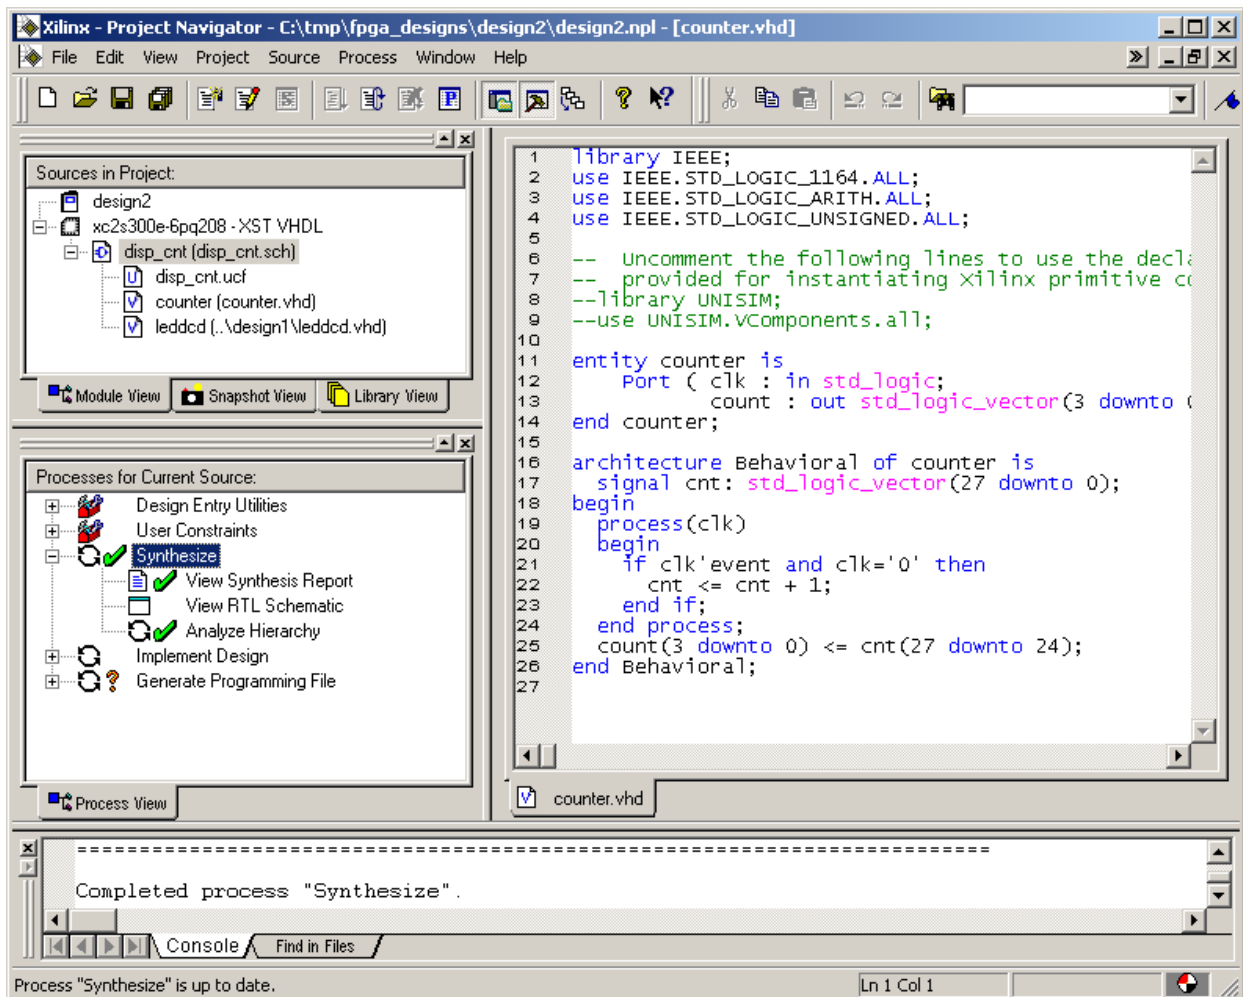 Xilinx - Project Navigator - C:\tmp\fpga_designs\design2\design2.npl - [counter.vhd]
File Edit View Project Source Process Window Help
Sources in Project:
design2
xc2s300e-6pq208 - XST VHDL
disp_cnt (disp_cnt.sch)
disp_cnt.ucf
counter (counter.vhd)
leddcd (..\design1\leddcd.vhd)
Module View Snapshot View Library View
Processes for Current Source:
Design Entry Utilities
User Constraints
Synthesize
View Synthesis Report
View RTL Schematic
Analyze Hierarchy
Implement Design
Generate Programming File
Process View
1 library IEEE;
2 use IEEE.STD_LOGIC_1164.ALL;
3 use IEEE.STD_LOGIC_ARITH.ALL;
4 use IEEE.STD_LOGIC_UNSIGNED.ALL;
5
6 -- Uncomment the following lines to use the decla
7 -- provided for instantiating Xilinx primitive co
8 --library UNISIM;
9 --use UNISIM.VComponents.all;
10
11 entity counter is
12 Port ( clk : in std_logic;
13 count : out std_logic_vector(3 downto 0
14 end counter;
15
16 architecture Behavioral of counter is
17 signal cnt: std_logic_vector(27 downto 0);
18 begin
19 process(clk)
20 begin
21 if clk'event and clk='0' then
22 cnt <= cnt + 1;
23 end if;
24 end process;
25 count(3 downto 0) <= cnt(27 downto 24);
26 end Behavioral;
27
counter.vhd
===========================================================================
Completed process "Synthesize".
Console Find in Files
Process "Synthesize" is up to date.
Ln 1 Col 1